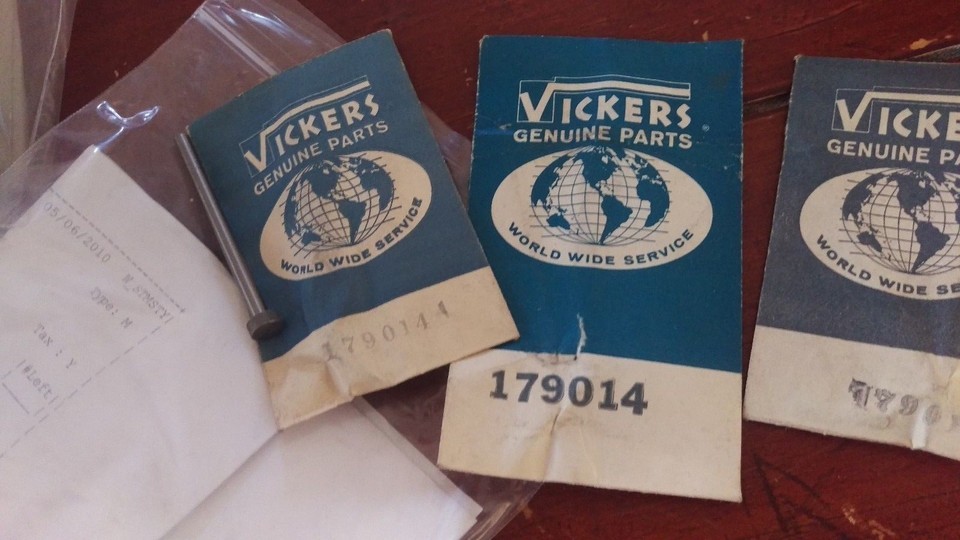 05/06/2010
Type: M
Tax : Y
VICKERS
GENUINE PARTS
WORLD WIDE SERVICE
179014
VICKERS
GENUINE PARTS
WORLD WIDE SERVICE
179014
VICKE
GENUINE PA
WORLD WIDE SE